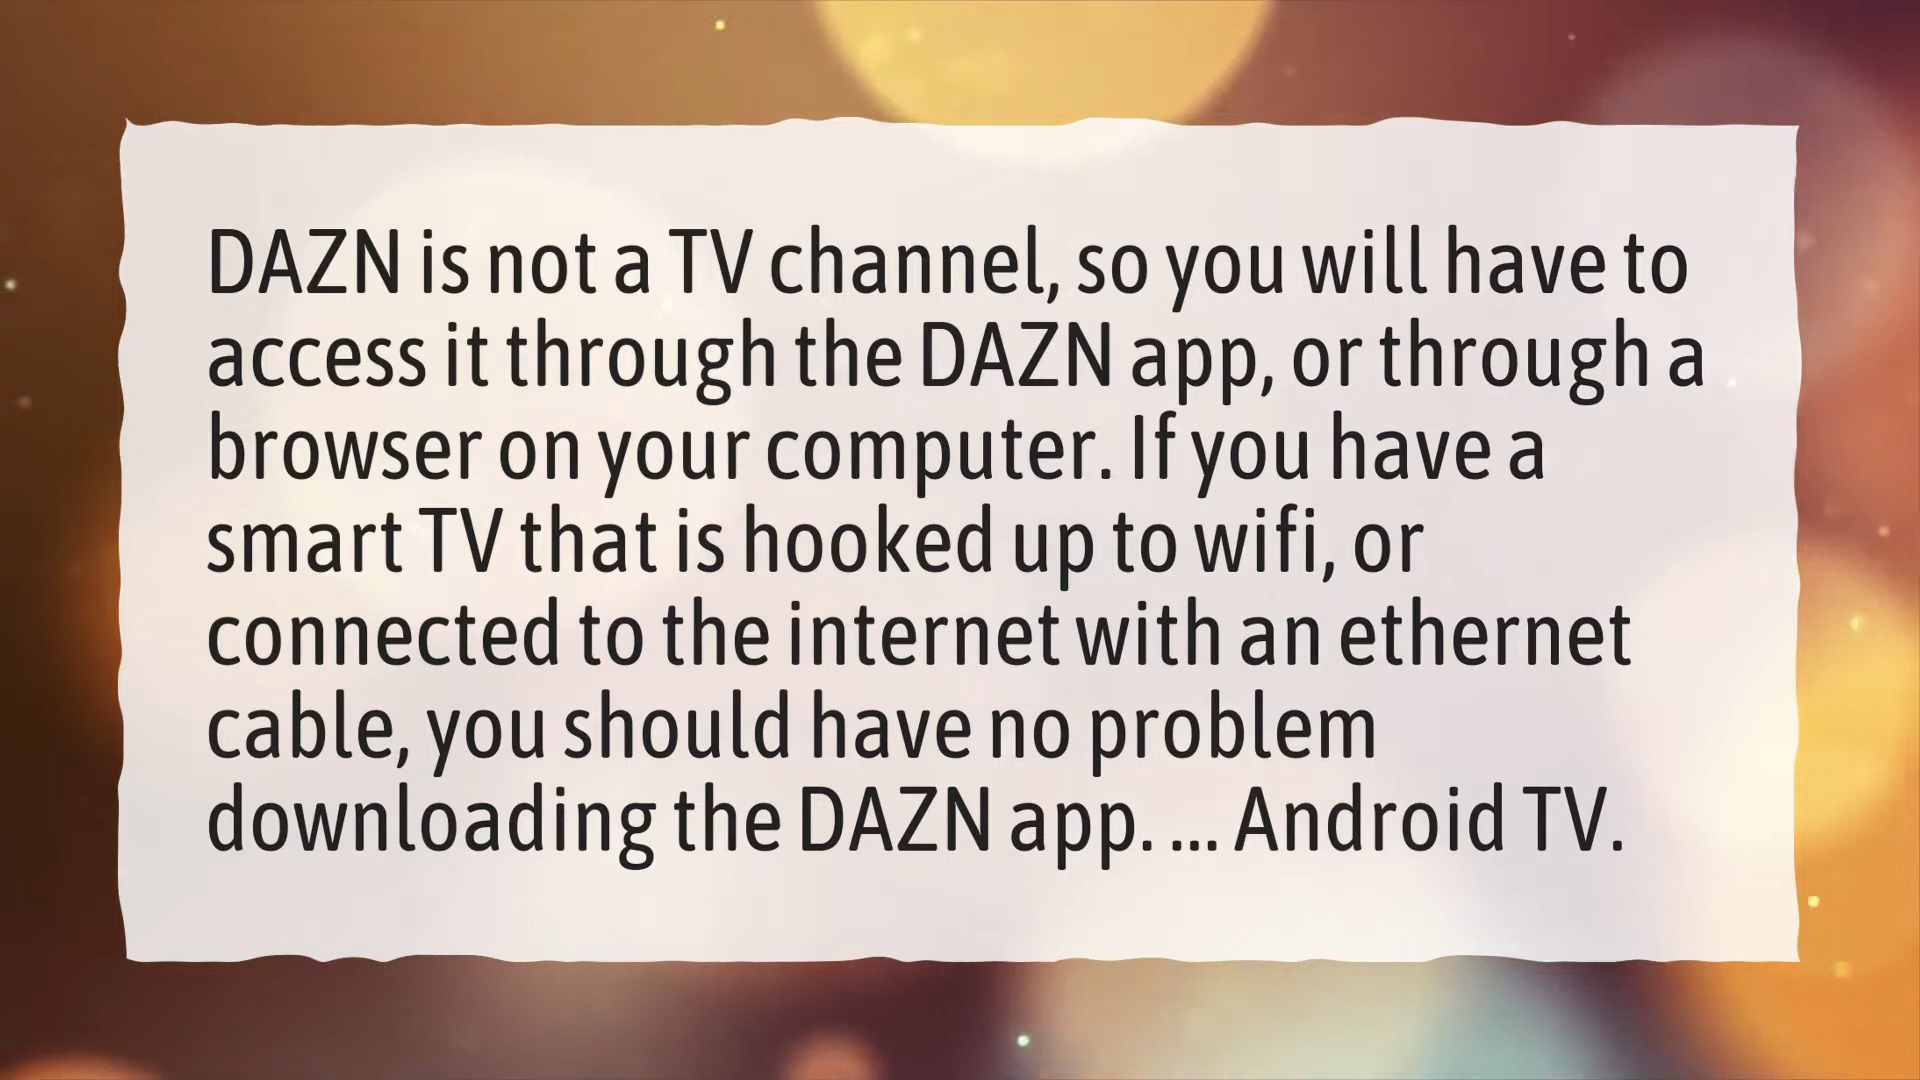 DAZN is not a TV channel, so you will have to
access it through the DAZN app, or through a
browser on your computer. If you have a
smart TV that is hooked up to wifi, or
connected to the internet with an ethernet
cable, you should have no problem
downloading the DAZN app. ... Android TV.